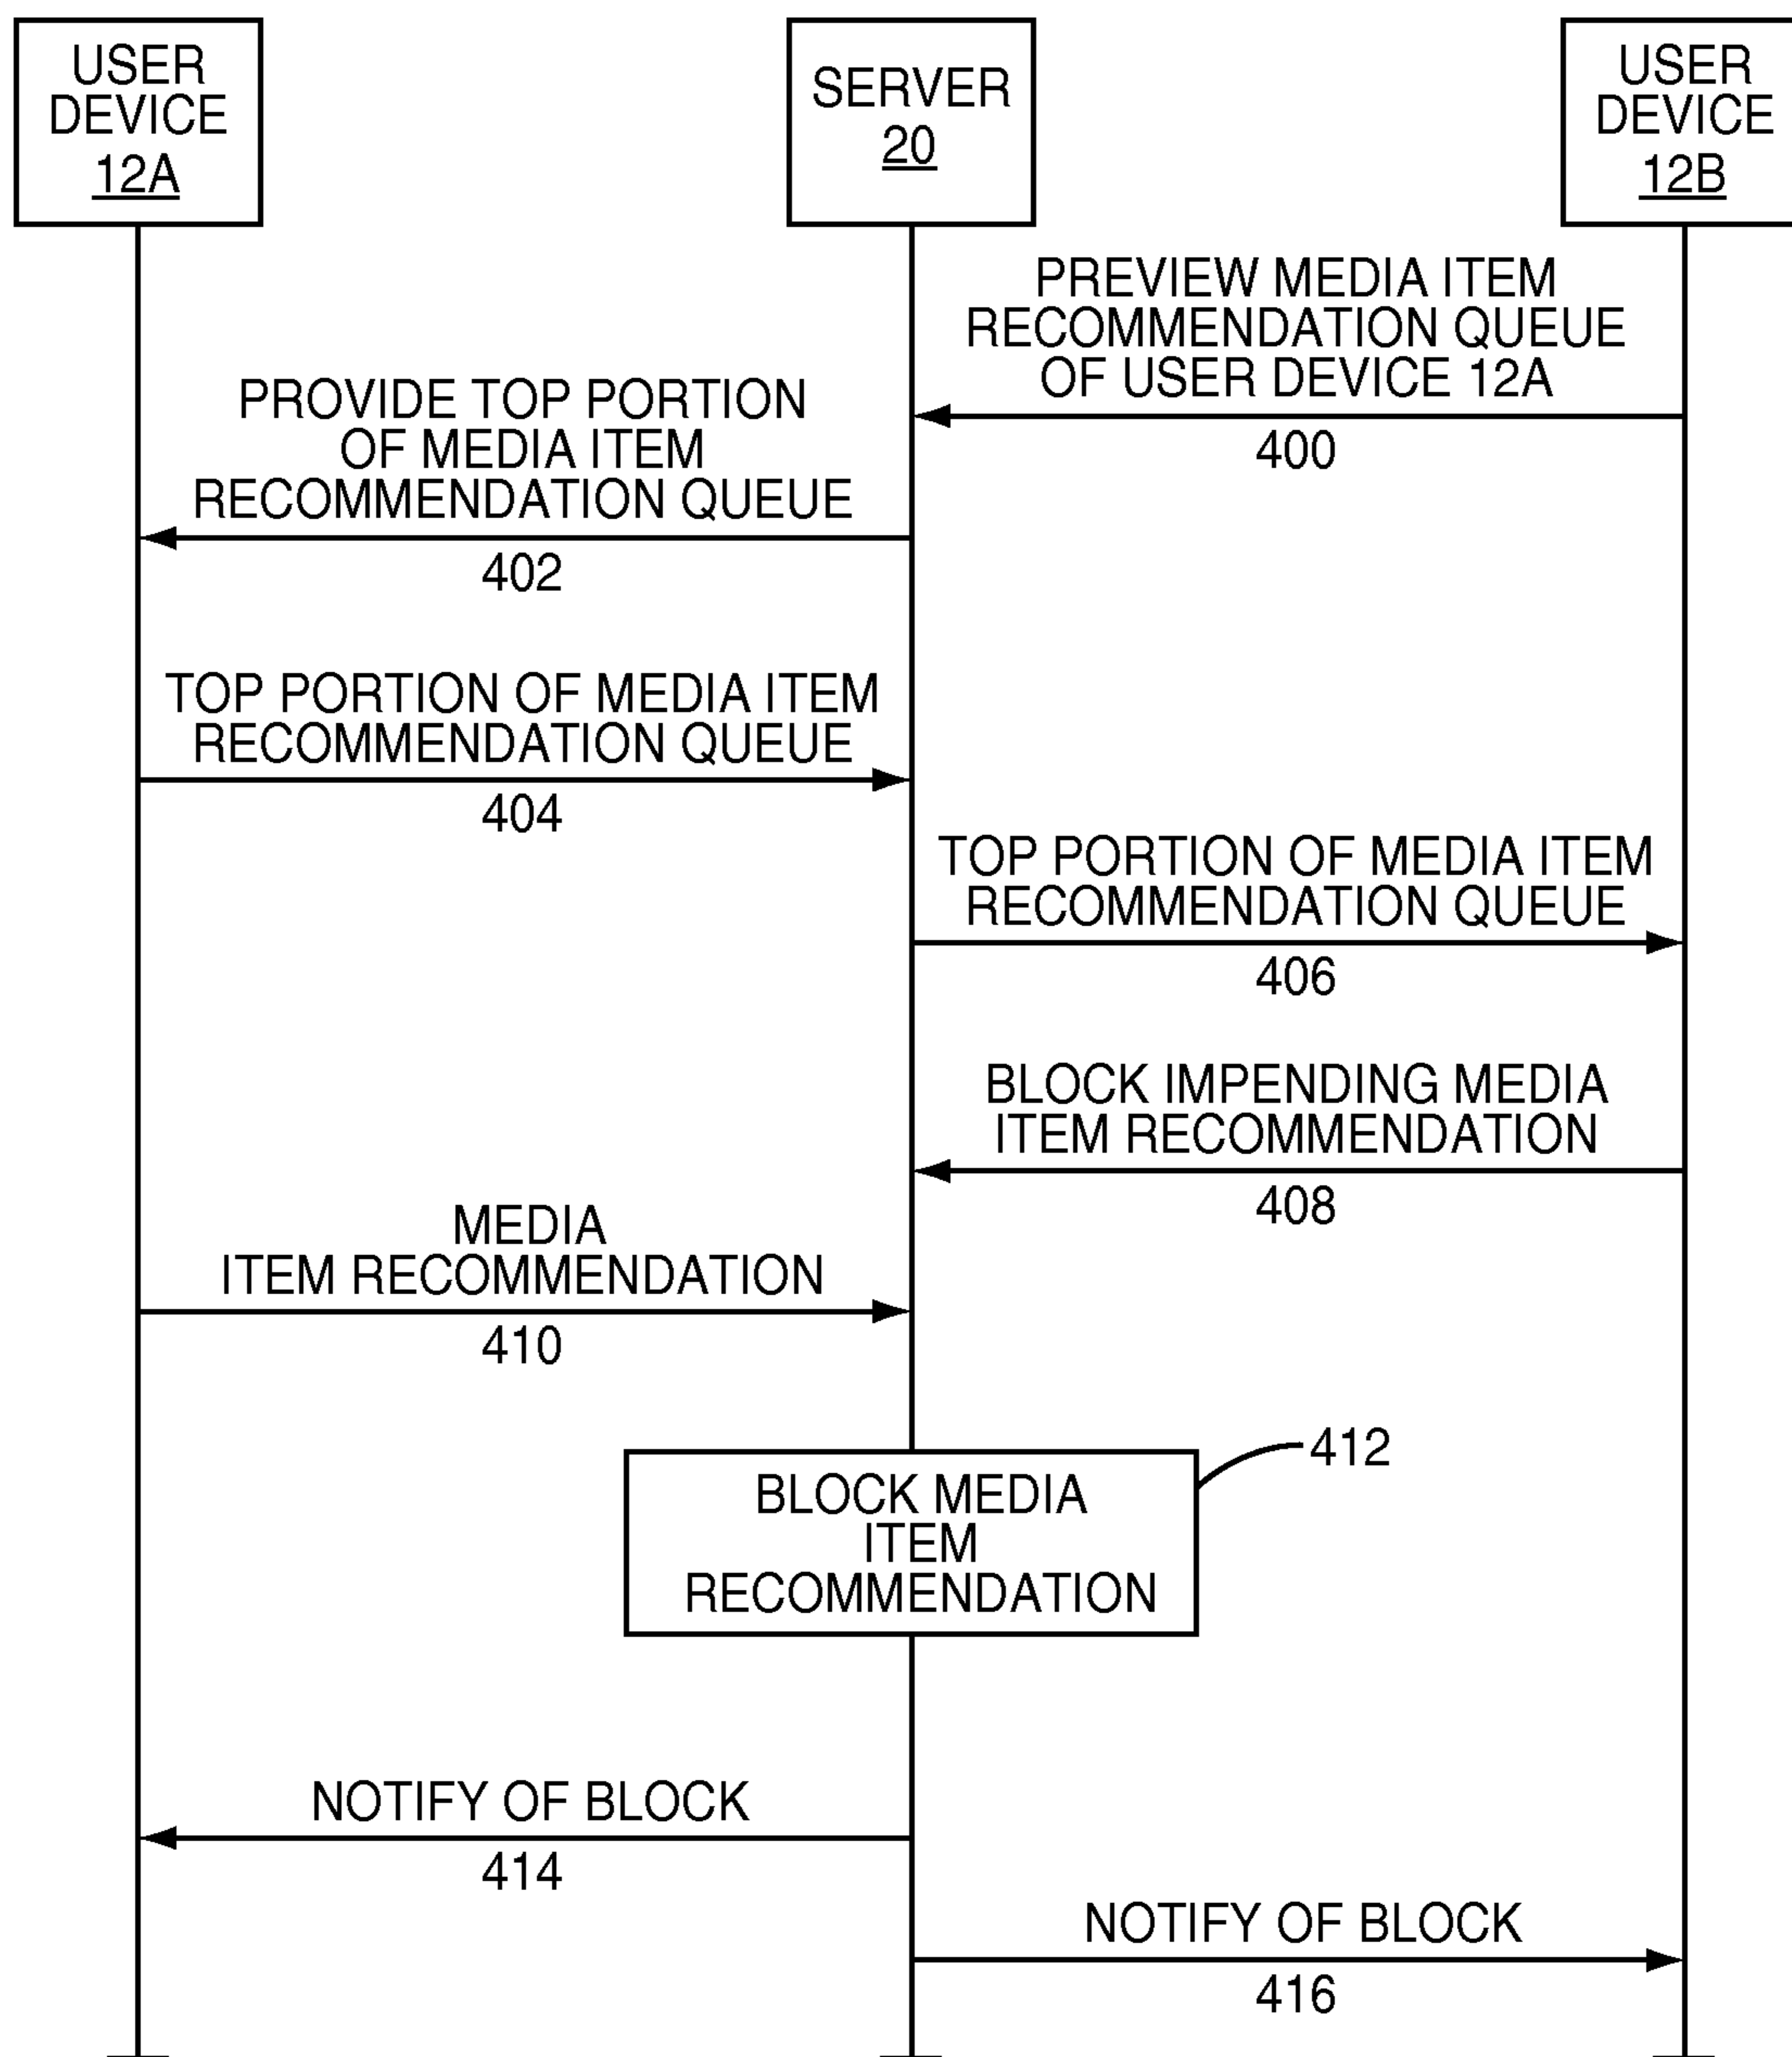 USER
DEVICE
12A
SERVER
20
USER
DEVICE
12B
PREVIEW MEDIA ITEM
RECOMMENDATION QUEUE
OF USER DEVICE 12A
400
PROVIDE TOP PORTION
OF MEDIA ITEM
RECOMMENDATION QUEUE
402
TOP PORTION OF MEDIA ITEM
RECOMMENDATION QUEUE
404
TOP PORTION OF MEDIA ITEM
RECOMMENDATION QUEUE
406
BLOCK IMPENDING MEDIA
ITEM RECOMMENDATION
408
MEDIA
ITEM RECOMMENDATION
410
412
BLOCK MEDIA
ITEM
RECOMMENDATION
NOTIFY OF BLOCK
414
NOTIFY OF BLOCK
416